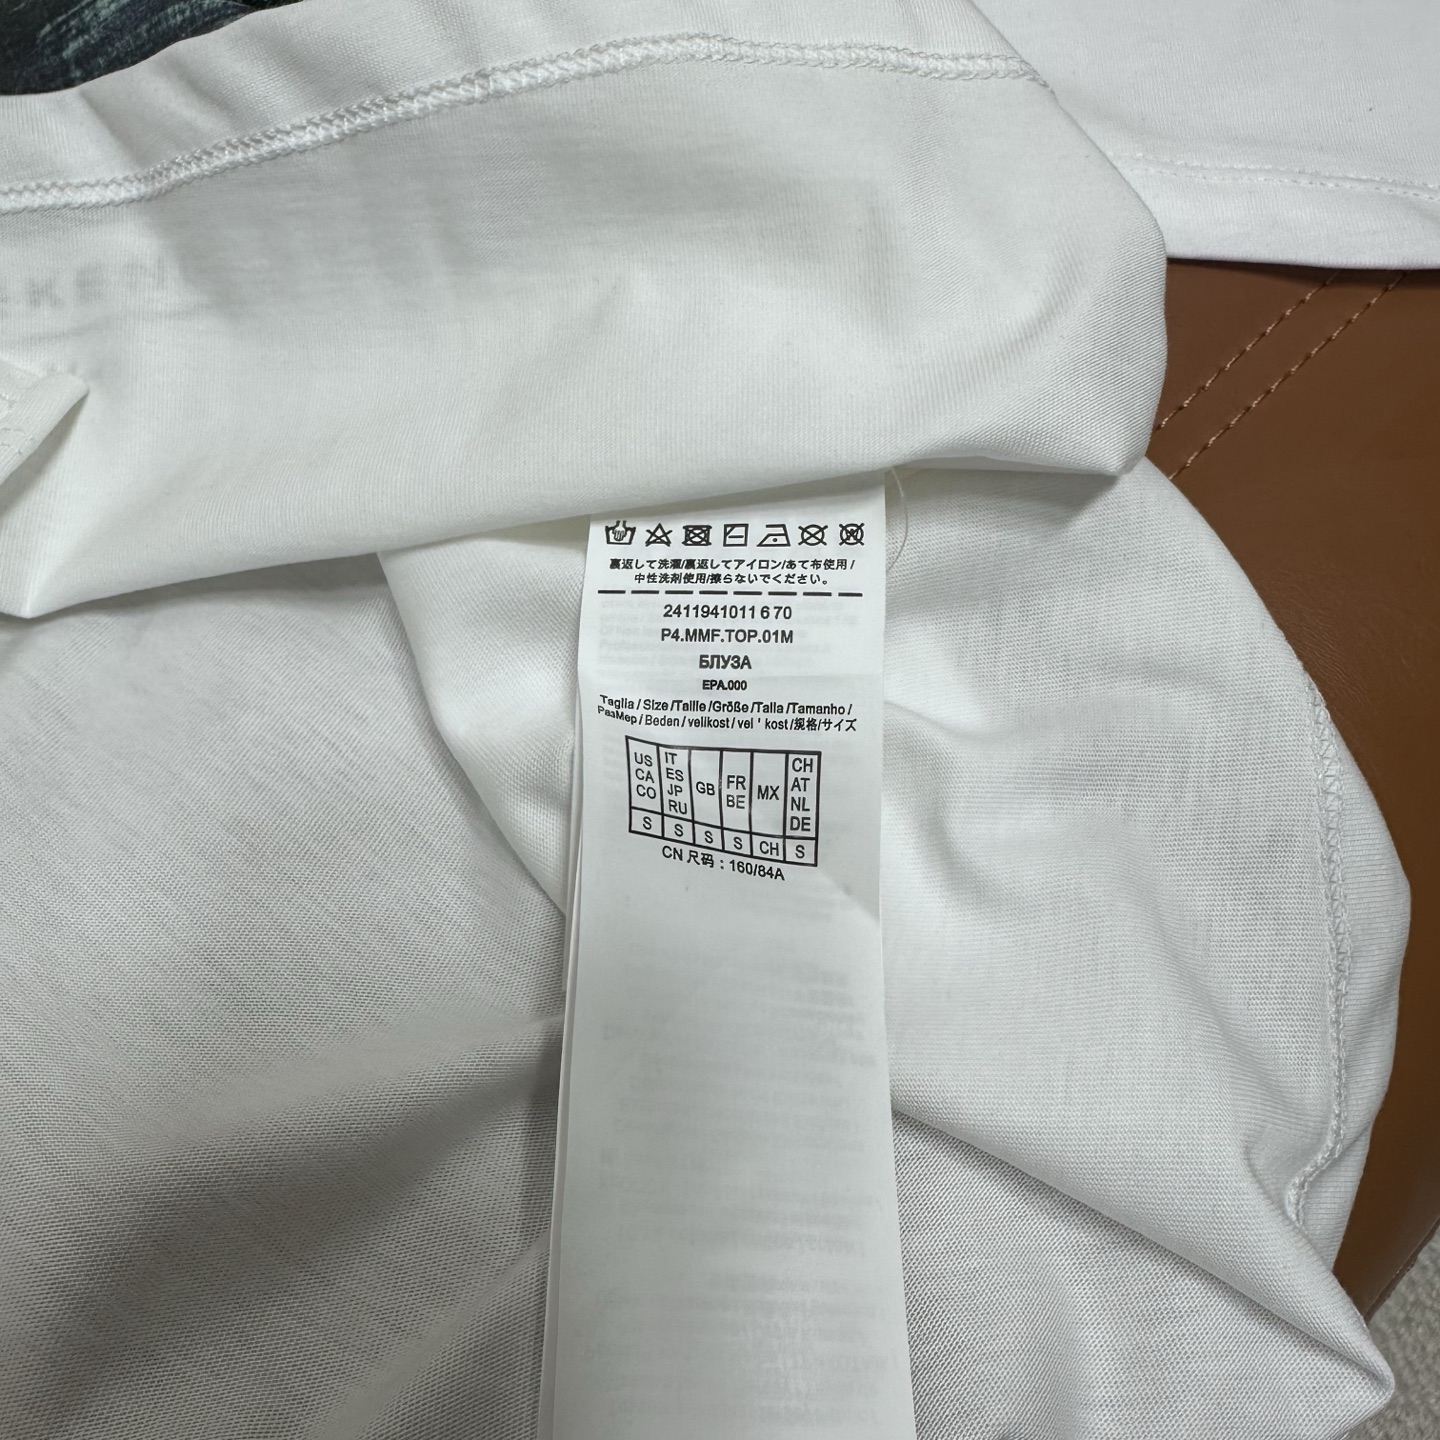 裏返して洗濯/裏返してアイロン/あて布使用/
中性洗剤使用/擦らないでください。
2411941011670
P4.MMF.TOP.01M
БЛУЗА
EPA.000
Taglia / Size /Taille /Größe /Talla /Tamanho /
РазМер / Beden / velikost / vel ' kost /规格/サイズ
US CA CO IT ES JP RU GB FR BE MX CH AT NL DE
S S S S CH S
CN 尺码：160/84A